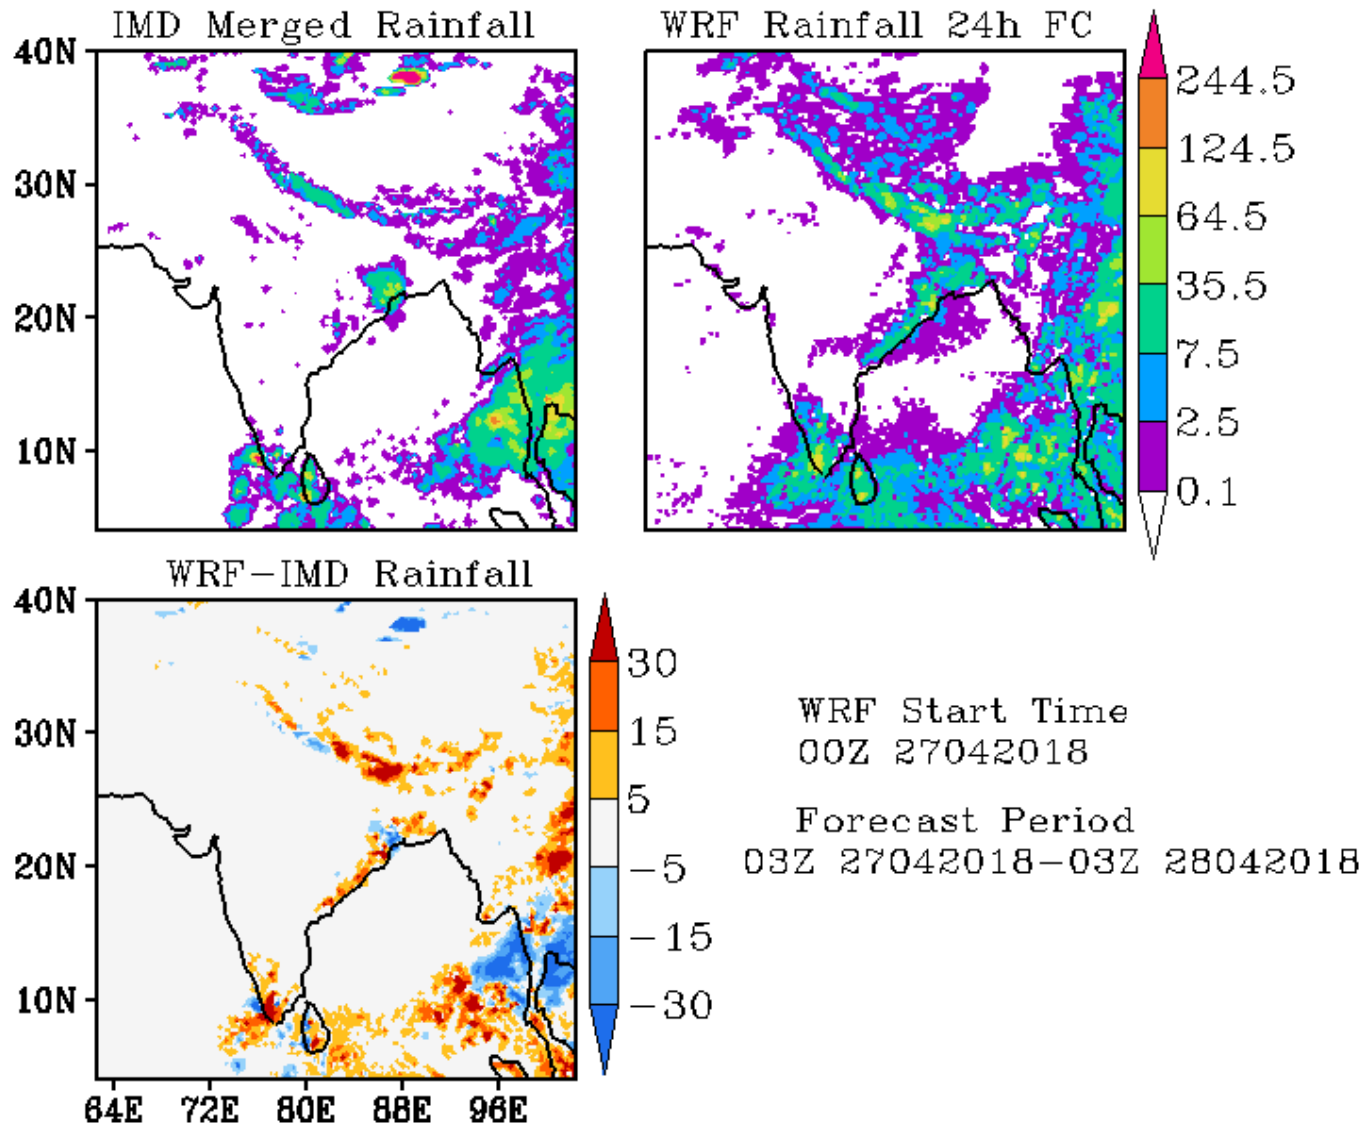 IMD Merged Rainfall
WRF Rainfall 24h FC
40N
30N
20N
10N
244.5
124.5
64.5
35.5
7.5
2.5
0.1
WRF-IMD Rainfall
40N
30N
20N
10N
64E 72E 80E 88E 96E
30
15
5
-5
-15
-30
WRF Start Time
00Z 27042018
Forecast Period
03Z 27042018-03Z 28042018